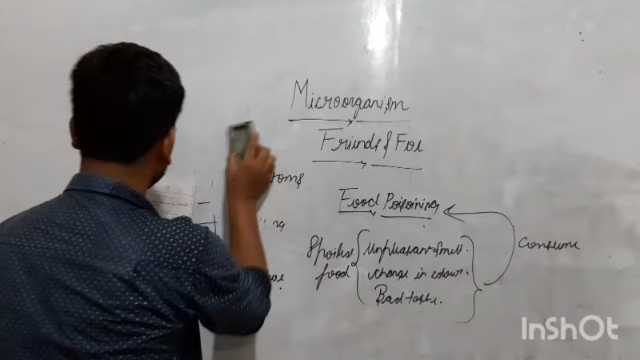 Microorganism
Friends & Foe
Food Poisoning
Spoiled food
Unpleasant smell.
change in colour.
Bad taste.
Consume
InShOt